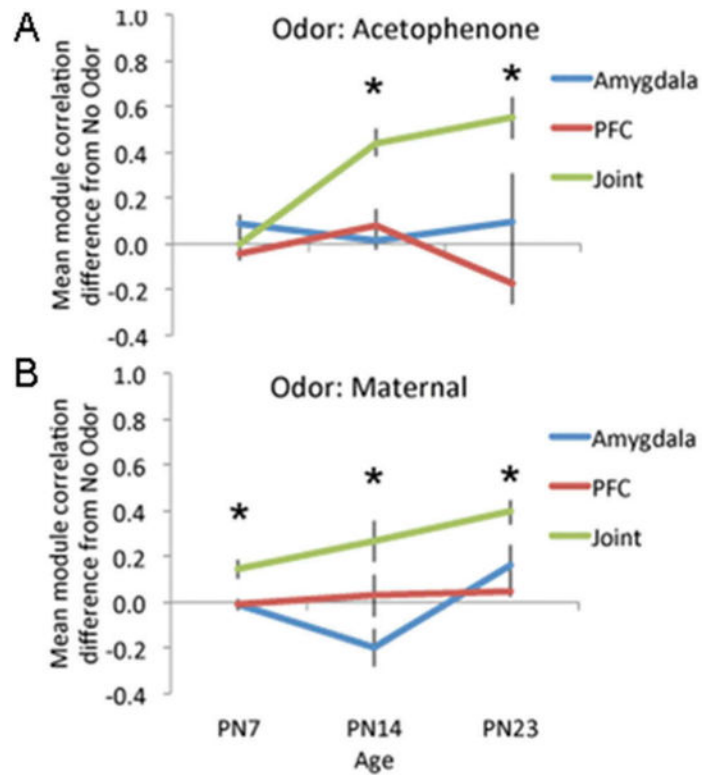 A
Odor: Acetophenone
Mean module correlation
difference from No Odor
1.0
0.8
0.6
0.4
0.2
0.0
-0.2
-0.4
*
*
Amygdala
PFC
Joint
B
Odor: Maternal
Mean module correlation
difference from No Odor
1.0
0.8
0.6
0.4
0.2
0.0
-0.2
-0.4
*
*
*
Amygdala
PFC
Joint
PN7 PN14 PN23
Age